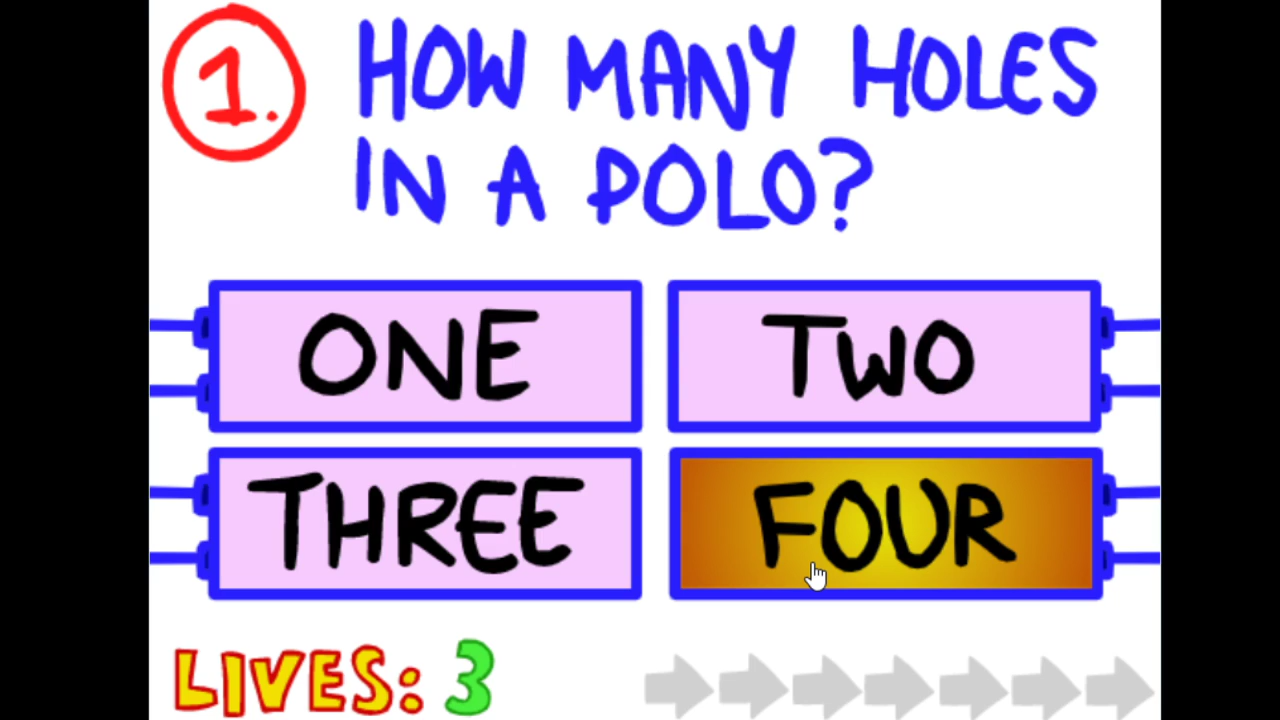 1. HOW MANY HOLES
IN A POLO?
ONE
TWO
THREE
FOUR
LIVES: 3